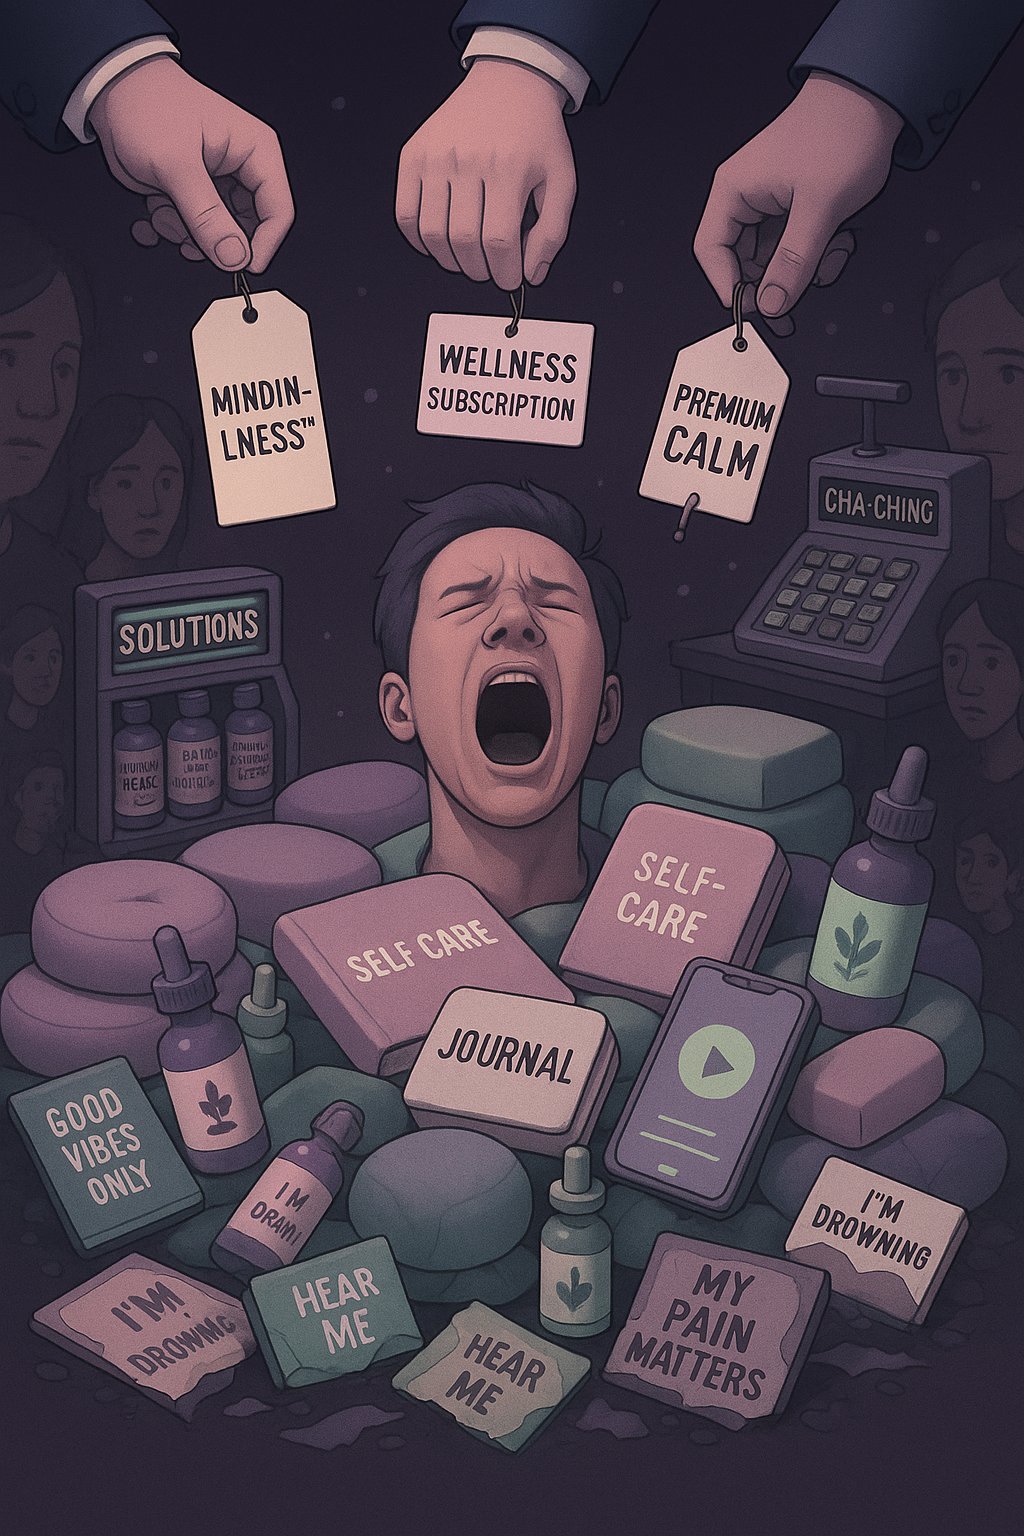 MINDIN-
LNESS™
WELLNESS
SUBSCRIPTION
PREMIUM
CALM
CHA-CHING
SOLUTIONS
SELF CARE
SELF-
CARE
JOURNAL
GOOD
VIBES
ONLY
I M
I"M
DROWNING
I'M!
HEAR
ME
HEAR
ME
MY
PAIN
MATTERS